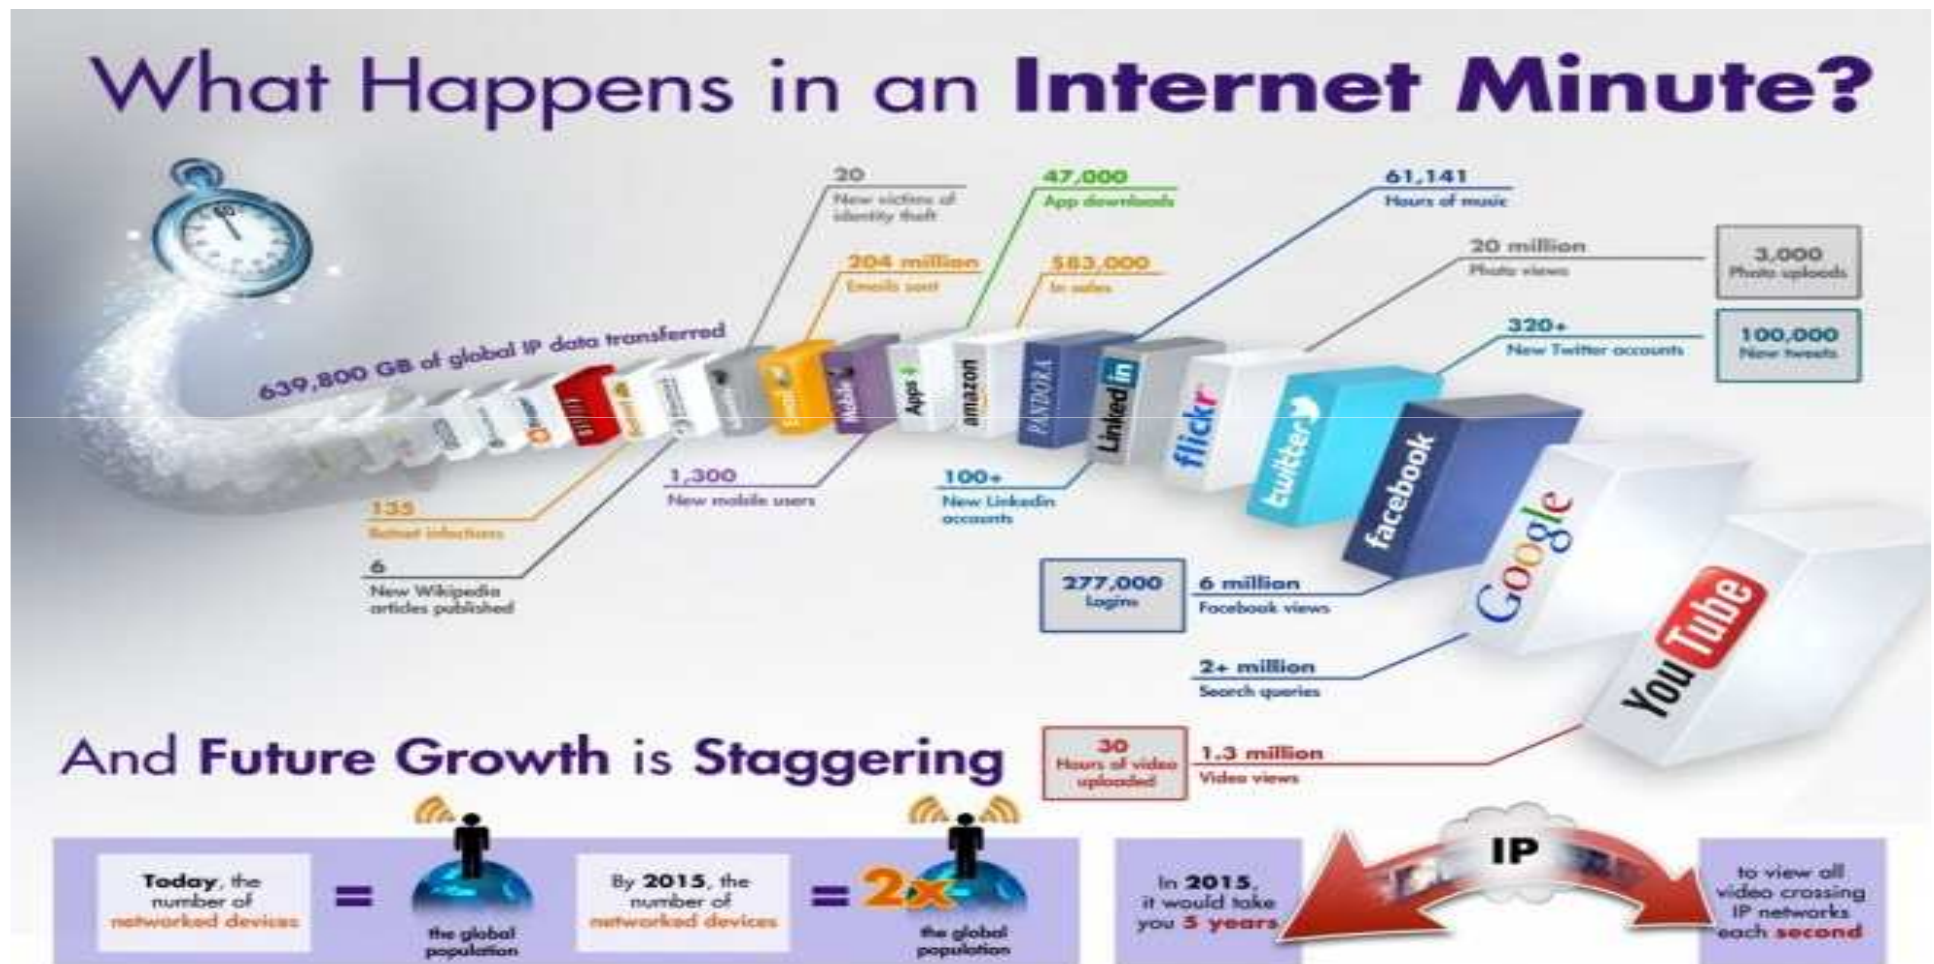 What Happens in an Internet Minute?
60
20
New victims of
identity theft
47,000
App downloads
61,141
Hours of music
204 million
Emails sent
$83,000
In sales
20 million
Photo views
3,000
Photo uploads
320+
New Twitter accounts
100,000
New tweets
639,800 GB of global IP data transferred
Email
Mobile
Apps
amazon
PANDORA
Linkedin
flickr
twitter
facebook
Google
YouTube
135
Botnet infections
6
New Wikipedia
articles published
1,300
New mobile users
100+
New Linkedin
accounts
277,000
Logins
6 million
Facebook views
2+ million
Search queries
30
Hours of video
uploaded
1.3 million
Video views
And Future Growth is Staggering
Today, the
number of
networked devices
=
the global
population
By 2015, the
number of
networked devices
=
2x
the global
population
In 2015,
it would take
you 5 years
IP
to view all
video crossing
IP networks
each second